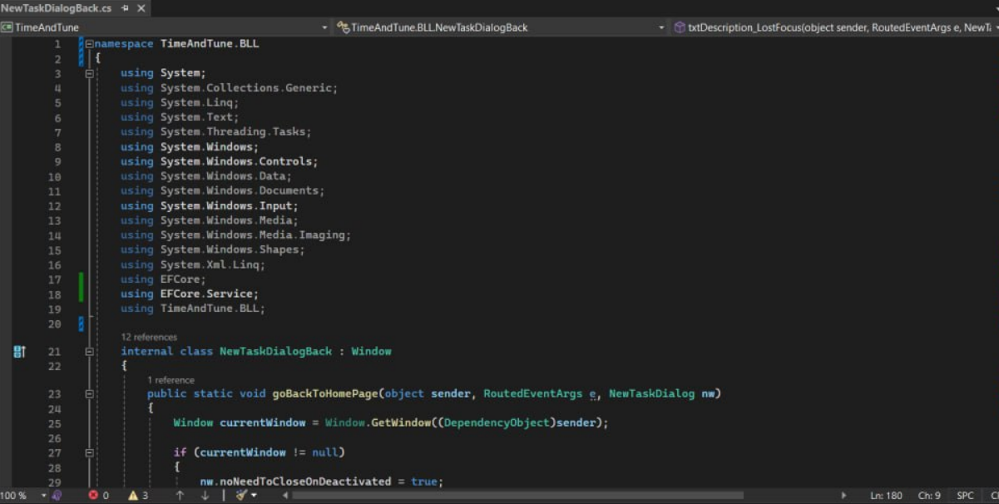 NewTaskDialogBack.cs
TimeAndTune TimeAndTune.BLL.NewTaskDialogBack txtDescription_LostFocus(object sender, RoutedEventArgs e, NewTa
1 namespace TimeAndTune.BLL
2 {
3 using System;
4 using System.Collections.Generic;
5 using System.Linq;
6 using System.Text;
7 using System.Threading.Tasks;
8 using System.Windows;
9 using System.Windows.Controls;
10 using System.Windows.Data;
11 using System.Windows.Documents;
12 using System.Windows.Input;
13 using System.Windows.Media;
14 using System.Windows.Media.Imaging;
15 using System.Windows.Shapes;
16 using System.Xml.Linq;
17 using EFCore;
18 using EFCore.Service;
19 using TimeAndTune.BLL;
20
12 references
21 internal class NewTaskDialogBack : Window
22 {
1 reference
23 public static void goBackToHomePage(object sender, RoutedEventArgs e, NewTaskDialog nw)
24 {
25 Window currentWindow = Window.GetWindow((DependencyObject)sender);
26
27 if (currentWindow != null)
28 {
29 nw.noNeedToCloseOnDeactivated = true;
100 % 0 3 Ln: 180 Ch: 9 SPC